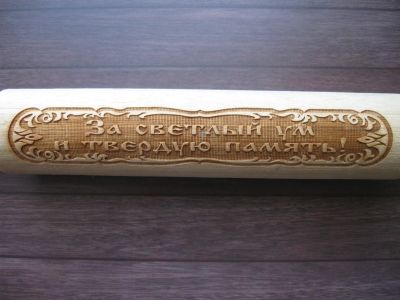 За светлый ум
и твердую память!